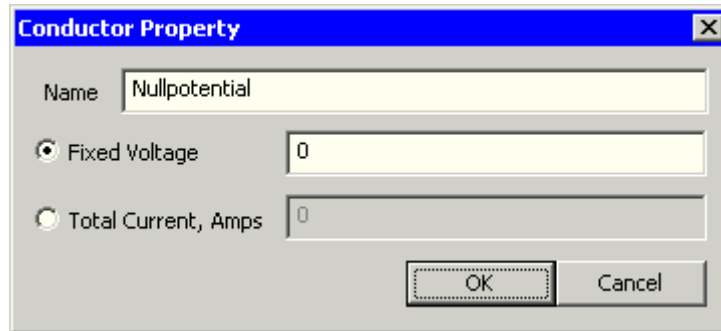 Conductor Property
Name Nullpotential
Fixed Voltage 0
Total Current, Amps 0
OK Cancel